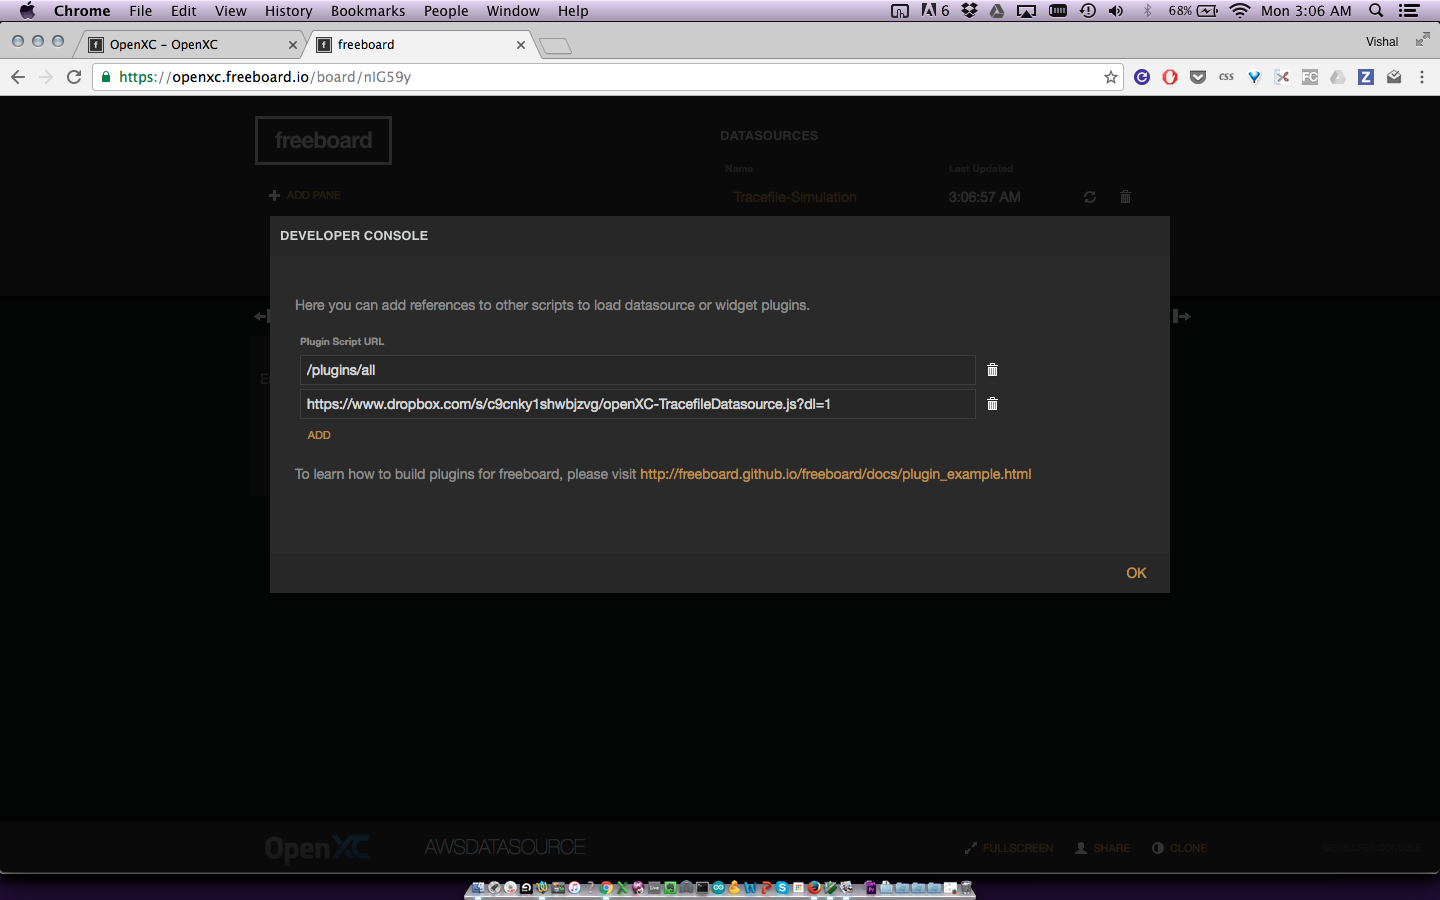 Chrome File Edit View History Bookmarks People Window Help 6 68% Mon 3:06 AM
OpenXC - OpenXC
freeboard
Vishal
https://openxc.freeboard.io/board/nIG59y
css
FC
Z
freeboard
DATASOURCES
Name Last Updated
ADD PANE
Tracefile-Simulation 3:06:57 AM
DEVELOPER CONSOLE
Here you can add references to other scripts to load datasource or widget plugins.
Plugin Script URL
/plugins/all
https://www.dropbox.com/s/c9cnky1shwbjzvg/openXC-TracefileDatasource.js?dl=1
ADD
To learn how to build plugins for freeboard, please visit http://freeboard.github.io/freeboard/docs/plugin_example.html
OK
OpenXC AWSDATASOURCE FULLSCREEN SHARE CLONE DEVELOPER CONSOLE